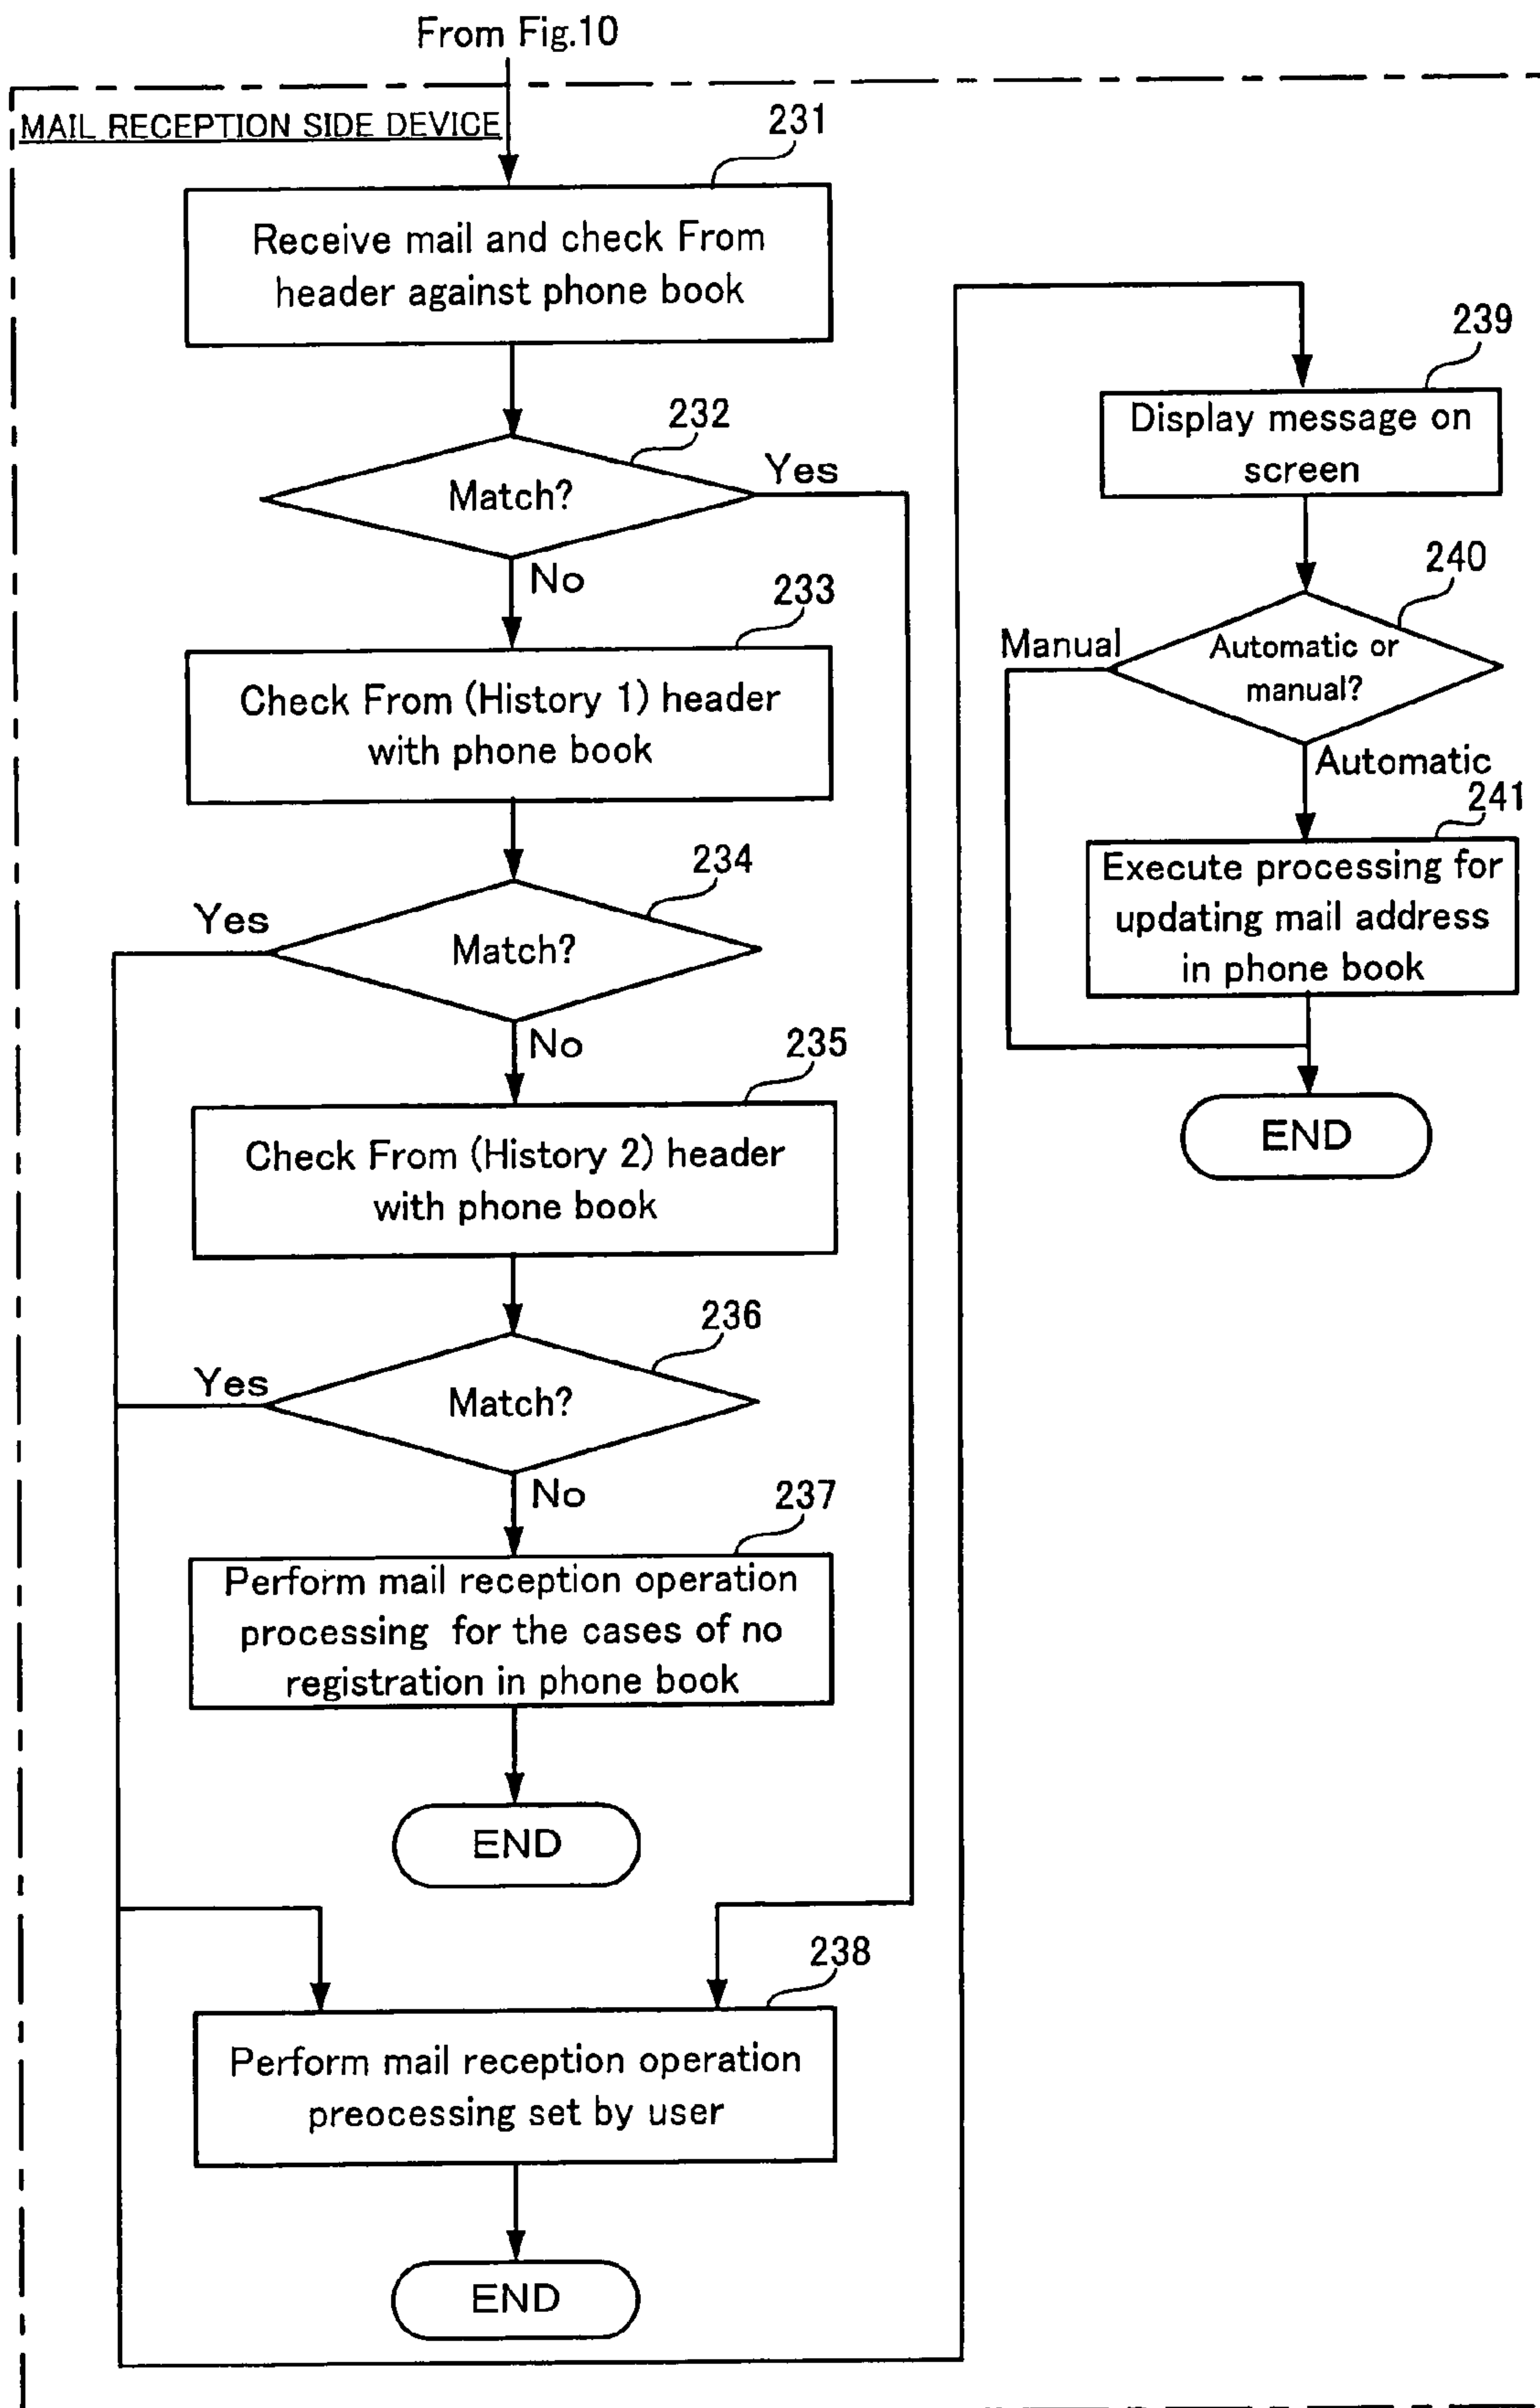 From Fig.10
MAIL RECEPTION SIDE DEVICE
231
Receive mail and check From
header against phone book
232
Match?
Yes
No
233
Check From (History 1) header
with phone book
234
Yes
Match?
No
235
Check From (History 2) header
with phone book
236
Yes
Match?
No
237
Perform mail reception operation
processing for the cases of no
registration in phone book
END
238
Perform mail reception operation
preocessing set by user
END
239
Display message on
screen
240
Manual
Automatic or
manual?
Automatic
241
Execute processing for
updating mail address
in phone book
END